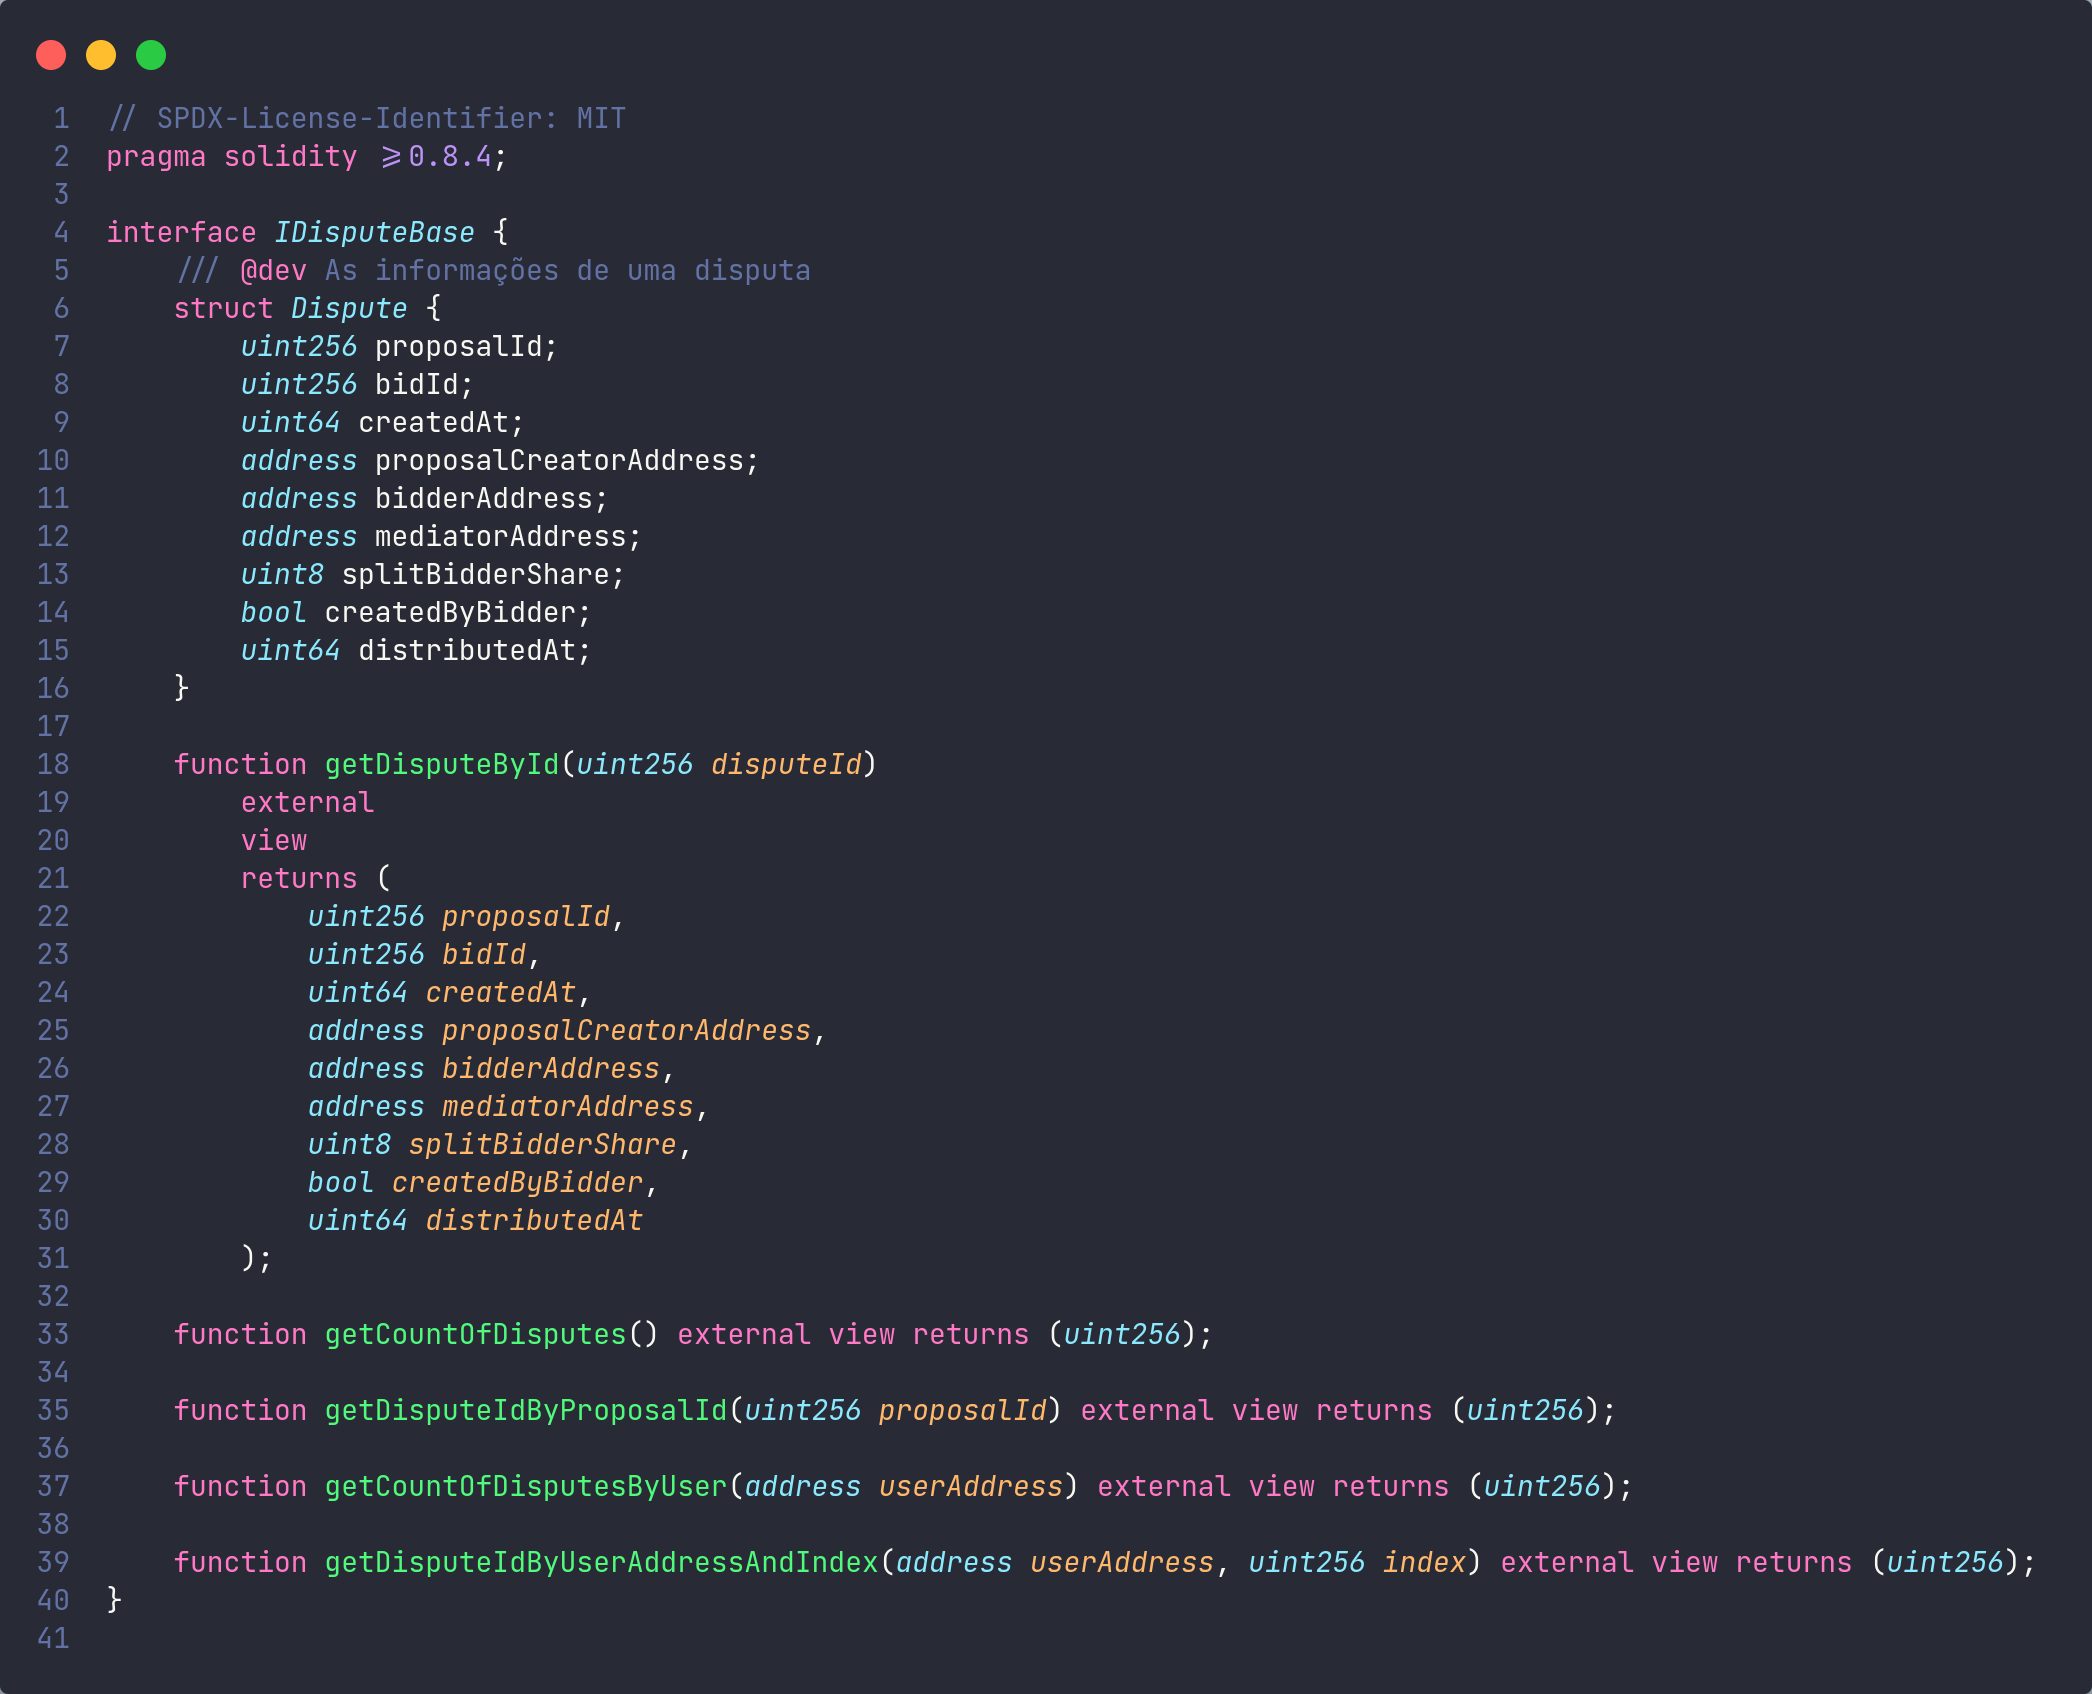 1 // SPDX-License-Identifier: MIT
2 pragma solidity >=0.8.4;
3
4 interface IDisputeBase {
5     /// @dev As informações de uma disputa
6     struct Dispute {
7         uint256 proposalId;
8         uint256 bidId;
9         uint64 createdAt;
10         address proposalCreatorAddress;
11         address bidderAddress;
12         address mediatorAddress;
13         uint8 splitBidderShare;
14         bool createdByBidder;
15         uint64 distributedAt;
16     }
17
18     function getDisputeById(uint256 disputeId)
19         external
20         view
21         returns (
22             uint256 proposalId,
23             uint256 bidId,
24             uint64 createdAt,
25             address proposalCreatorAddress,
26             address bidderAddress,
27             address mediatorAddress,
28             uint8 splitBidderShare,
29             bool createdByBidder,
30             uint64 distributedAt
31         );
32
33     function getCountOfDisputes() external view returns (uint256);
34
35     function getDisputeIdByProposalId(uint256 proposalId) external view returns (uint256);
36
37     function getCountOfDisputesByUser(address userAddress) external view returns (uint256);
38
39     function getDisputeIdByUserAddressAndIndex(address userAddress, uint256 index) external view returns (uint256);
40 }
41